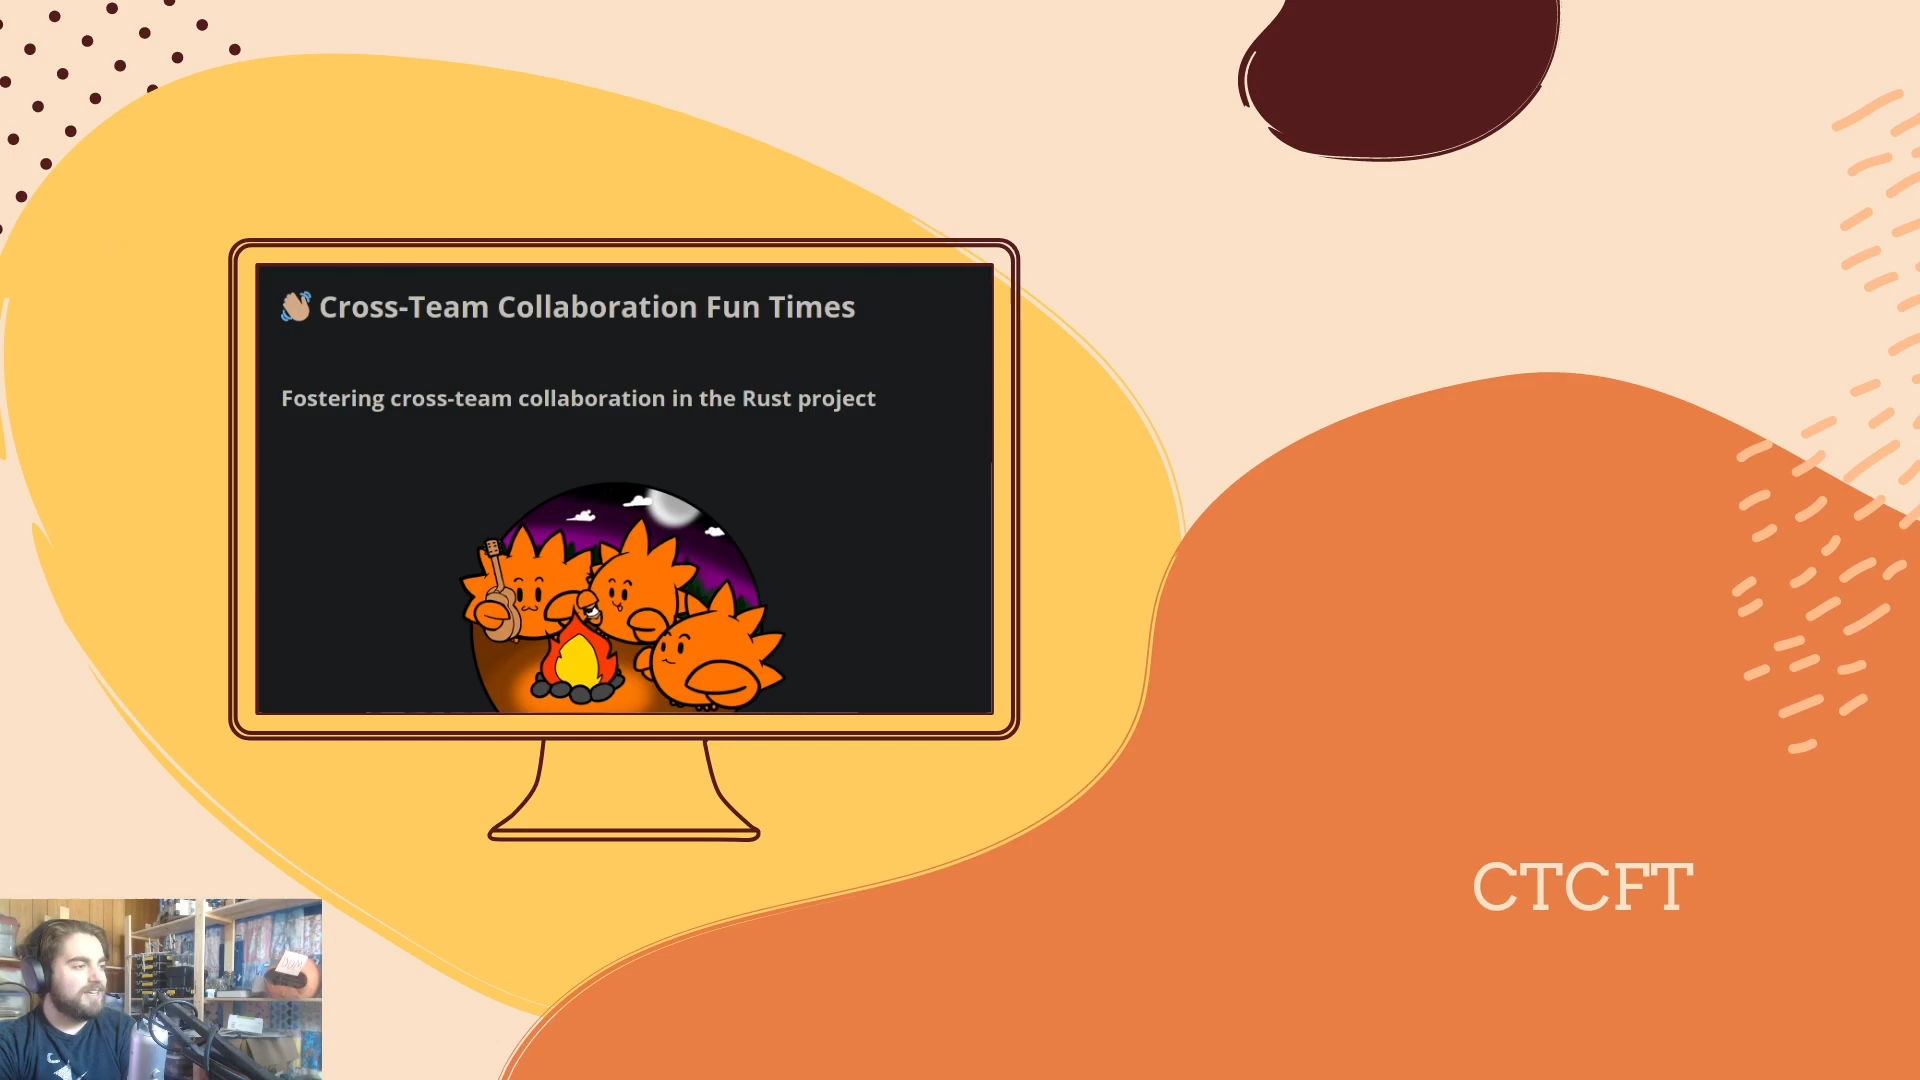 👋🏼 Cross-Team Collaboration Fun Times
Fostering cross-team collaboration in the Rust project
CTCFT